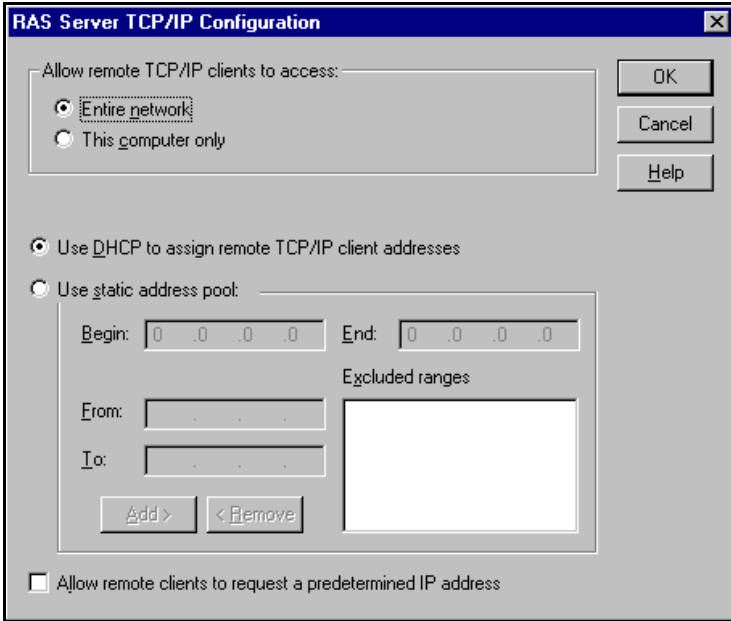 RAS Server TCP/IP Configuration
Allow remote TCP/IP clients to access:
Entire network
This computer only
OK
Cancel
Help
Use DHCP to assign remote TCP/IP client addresses
Use static address pool:
Begin: 0 .0 .0 .0 End: 0 .0 .0 .0
Excluded ranges
From: . . .
To: . . .
Add > < Remove
Allow remote clients to request a predetermined IP address